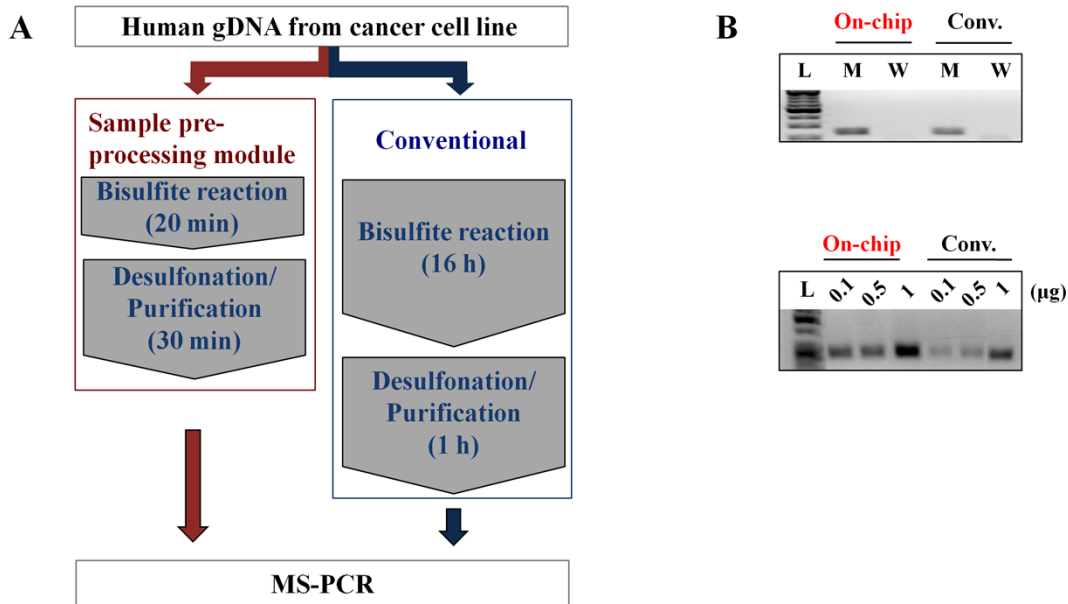 A
Human gDNA from cancer cell line
Sample pre-
processing module
Bisulfite reaction
(20 min)
Desulfonation/
Purification
(30 min)
Conventional
Bisulfite reaction
(16 h)
Desulfonation/
Purification
(1 h)
MS-PCR
B
On-chip Conv.
L M W M W
On-chip Conv.
L 0.1 0.5 1 0.1 0.5 1 (μg)